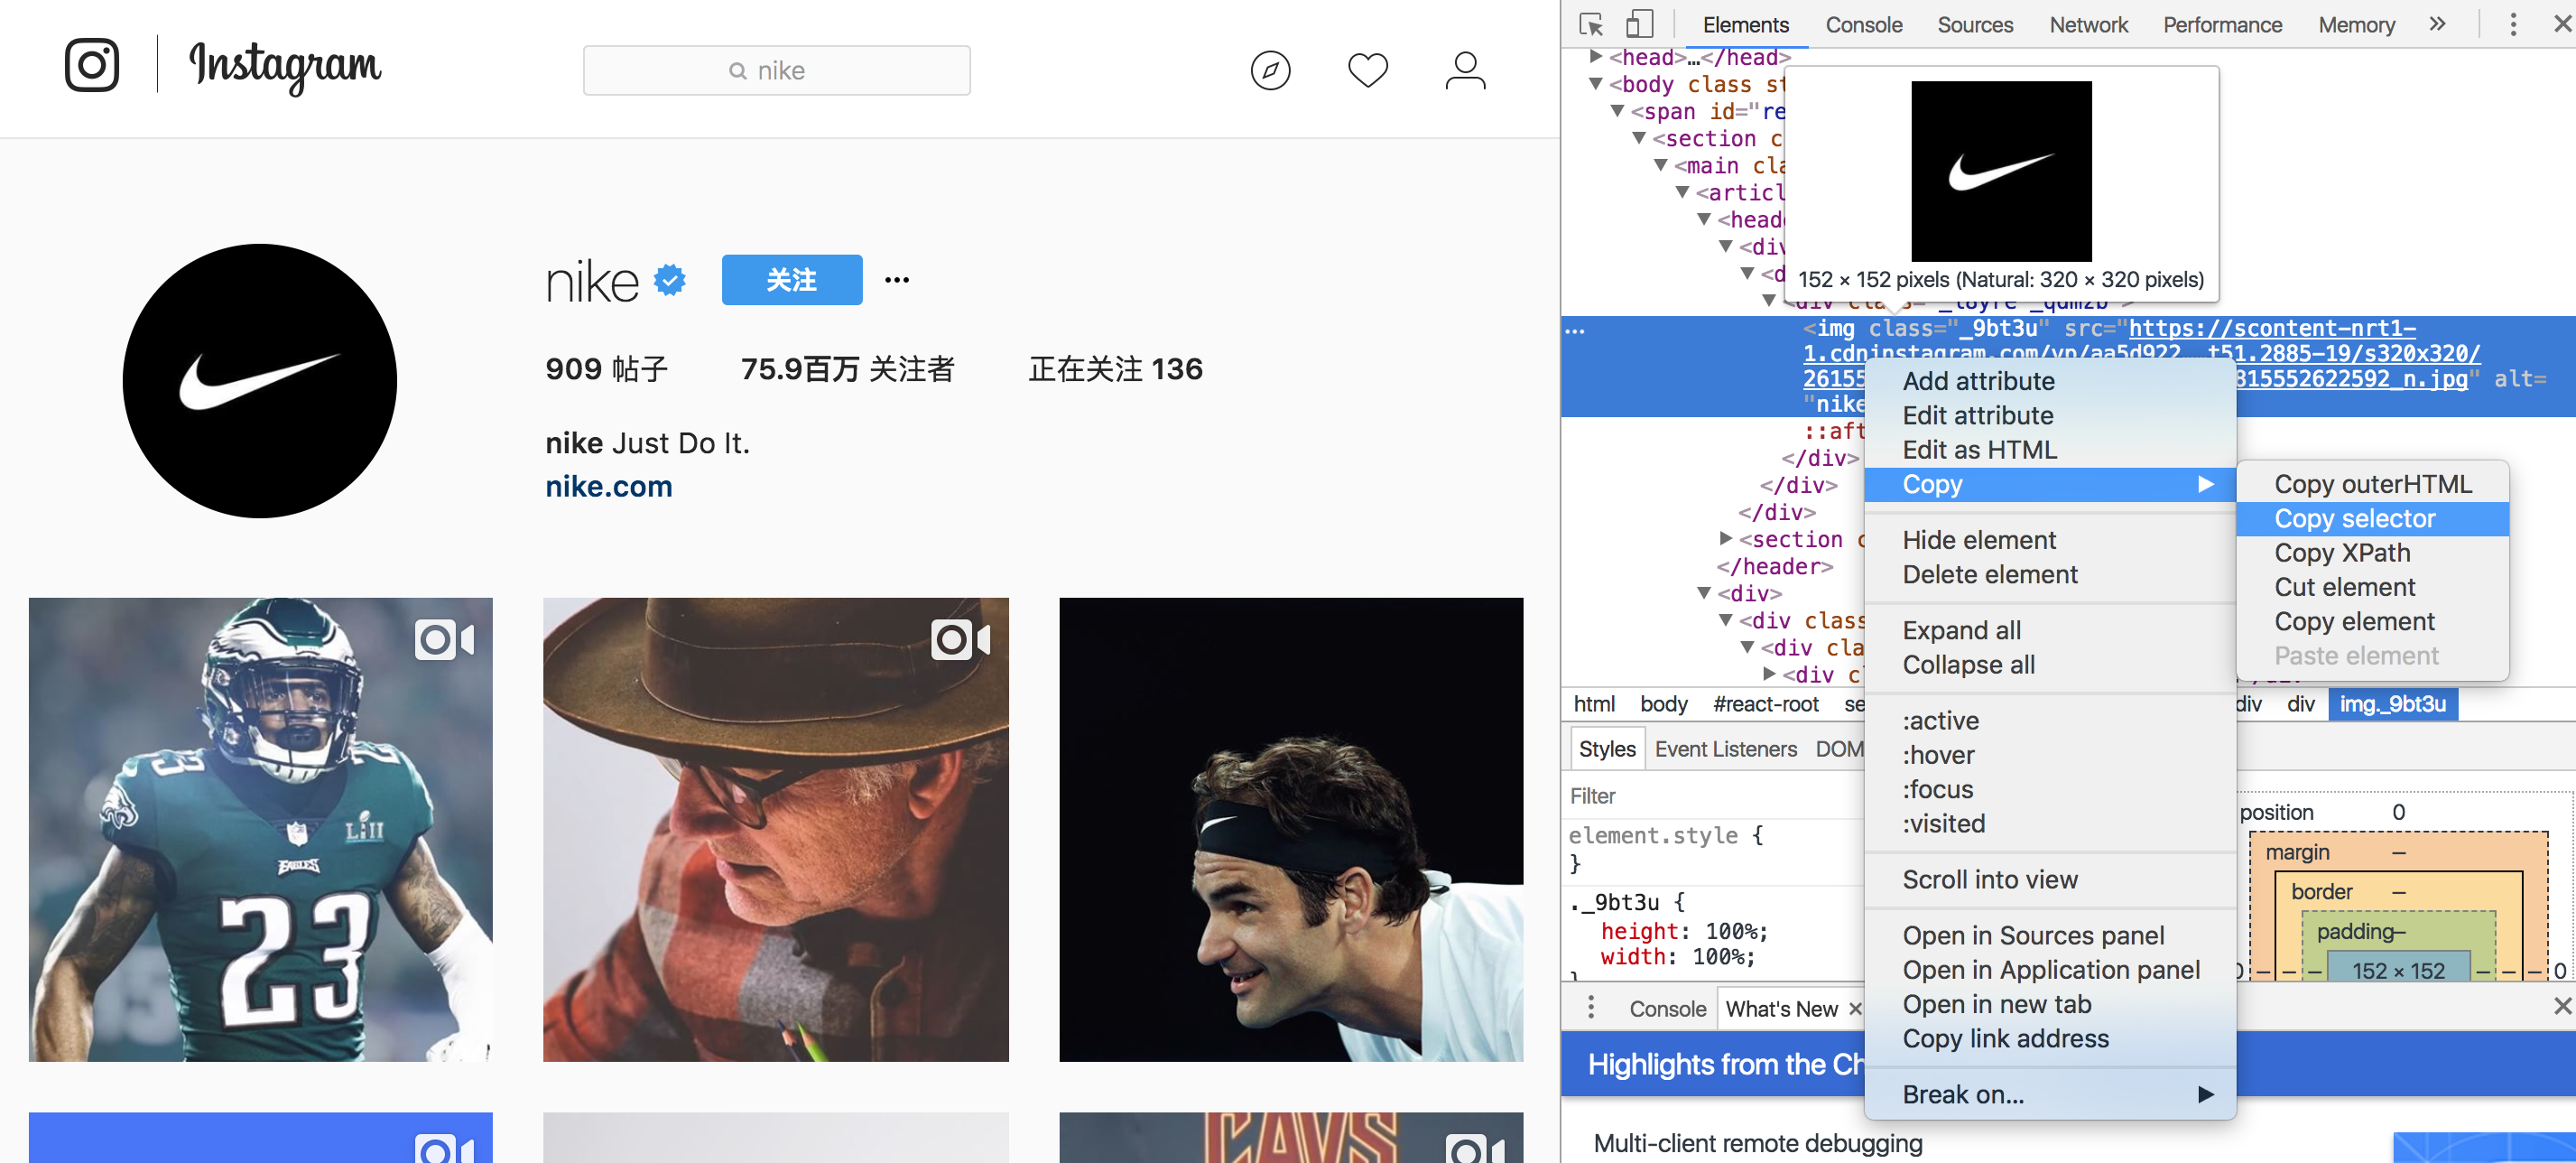 Instagram
nike
nike 关注 ...
909 帖子 75.9百万 关注者 正在关注 136
nike Just Do It.
nike.com
23
LII
EAGLES
23
CAVS
Elements Console Sources Network Performance Memory »
<head>…</head>
<body class st
<span id="re
<section c
<main cla
<articl
<heade
<div
<d
152 × 152 pixels (Natural: 320 × 320 pixels)
<div class="_l8yre _qdmzb">
<img class="_9bt3u" src="https://scontent-nrt1-
1.cdninstagram.com/vp/aa5d922…t51.2885-19/s320x320/
26155 815552622592_n.jpg" alt=
"nike
::aft
</div>
</div>
</div>
<section c
</header>
<div>
<div class
<div cla
<div c
Add attribute
Edit attribute
Edit as HTML
Copy
Hide element
Delete element
Expand all
Collapse all
:active
:hover
:focus
:visited
Scroll into view
Open in Sources panel
Open in Application panel
Open in new tab
Copy link address
Break on...
Copy outerHTML
Copy selector
Copy XPath
Cut element
Copy element
Paste element
html body #react-root se div div img._9bt3u
Styles Event Listeners DOM
Filter
element.style {
}
._9bt3u {
height: 100%;
width: 100%;
}
position 0
margin –
border –
padding–
0 – – – 152 × 152 – – – 0
Console What's New ×
Highlights from the Ch
Multi-client remote debugging